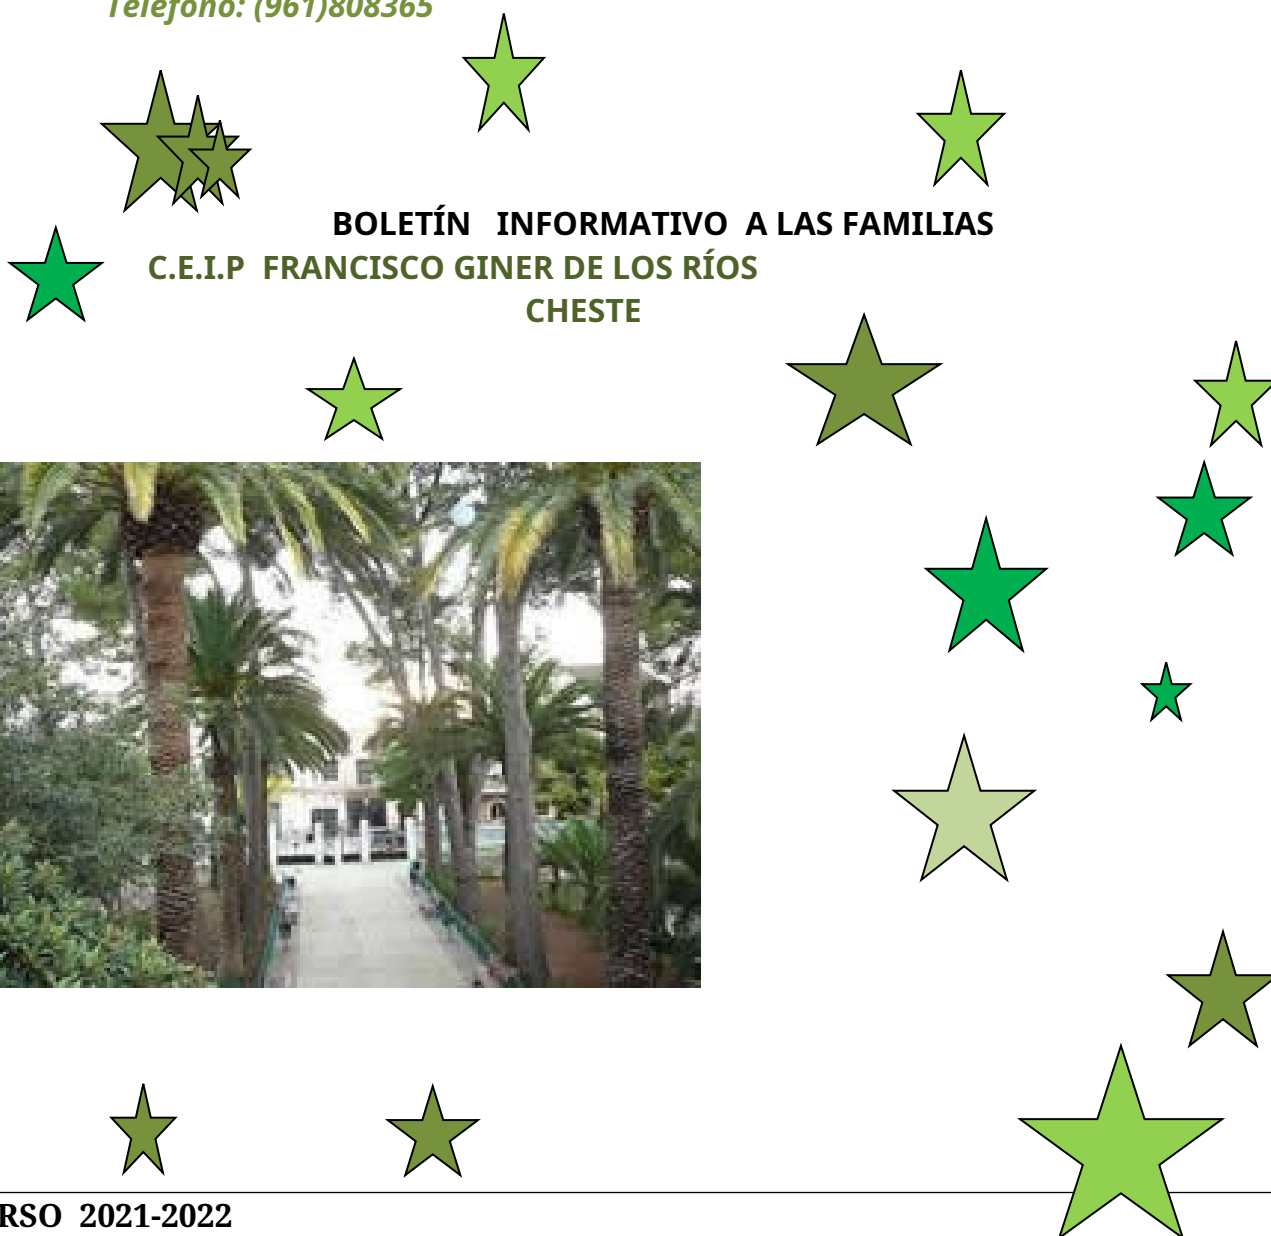 Teléfono: (961)808365
BOLETÍN INFORMATIVO A LAS FAMILIAS
C.E.I.P FRANCISCO GINER DE LOS RÍOS
CHESTE
RSO 2021-2022